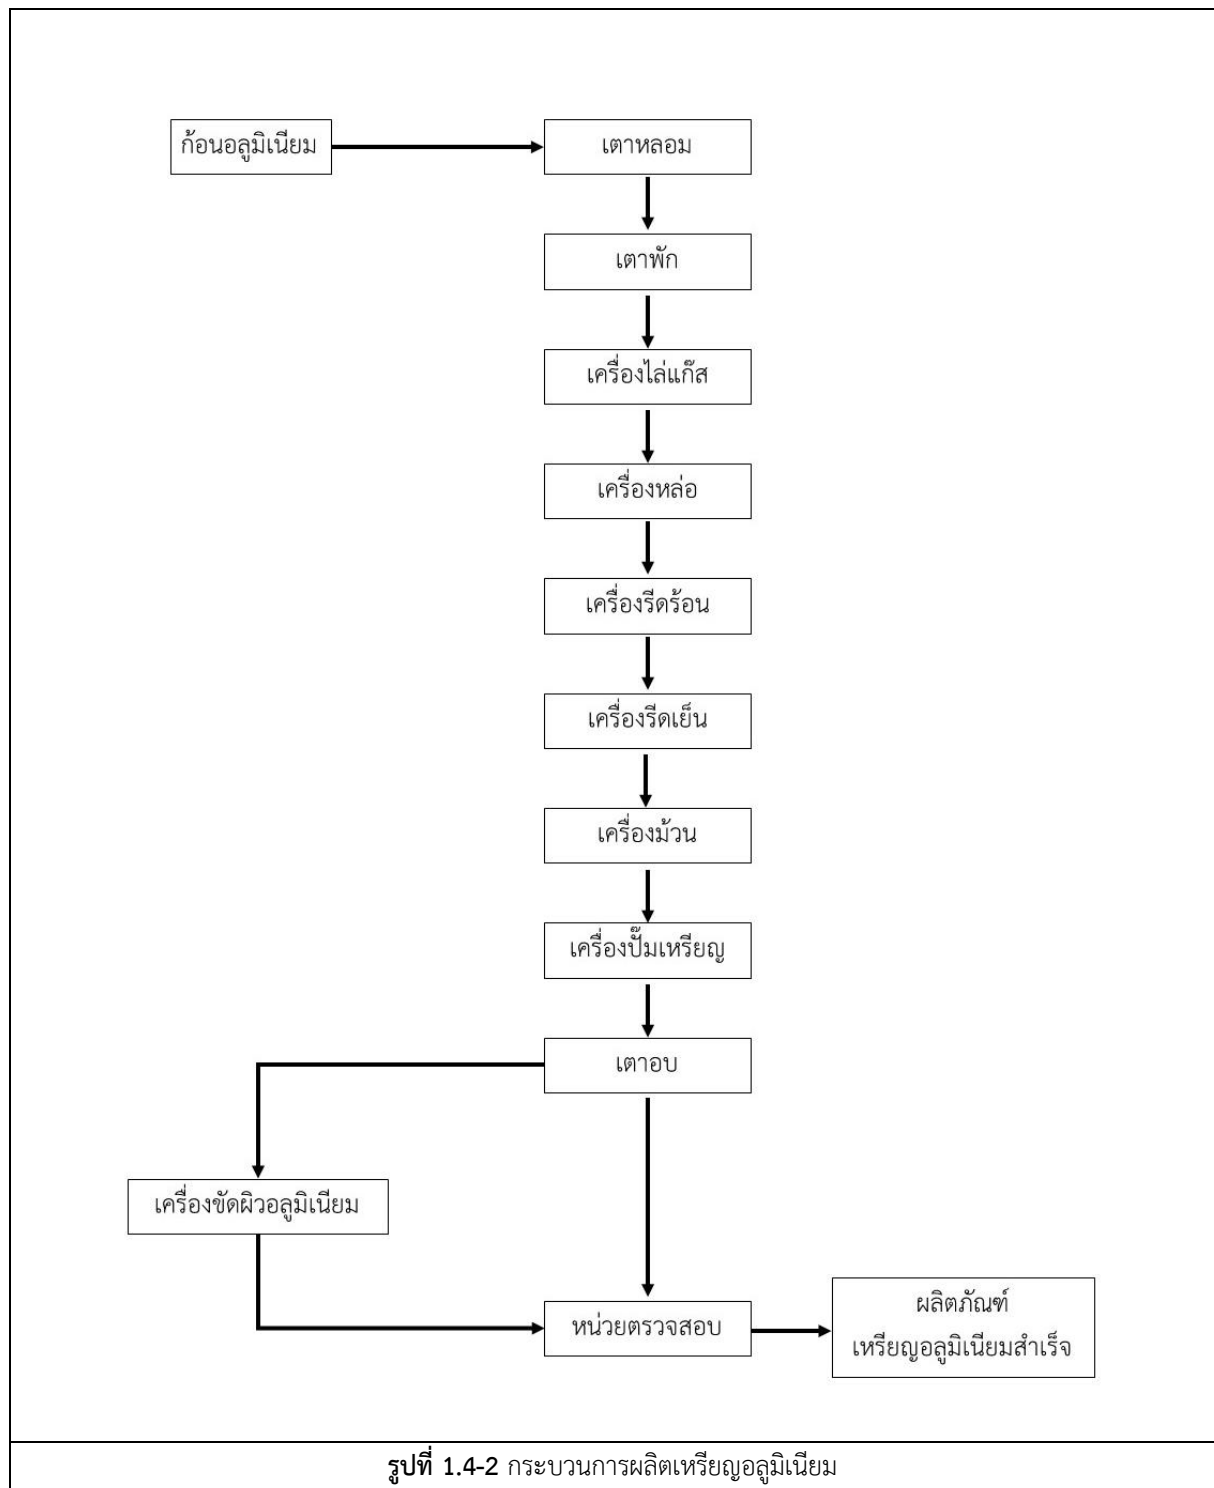 ก้อนอลูมิเนียม
เตาหลอม
เตาพัก
เครื่องไล่แก๊ส
เครื่องหล่อ
เครื่องรีดร้อน
เครื่องรีดเย็น
เครื่องม้วน
เครื่องปั๊มเหรียญ
เตาอบ
เครื่องขัดผิวอลูมิเนียม
หน่วยตรวจสอบ
ผลิตภัณฑ์
เหรียญอลูมิเนียมสำเร็จ
รูปที่ 1.4-2 กระบวนการผลิตเหรียญอลูมิเนียม